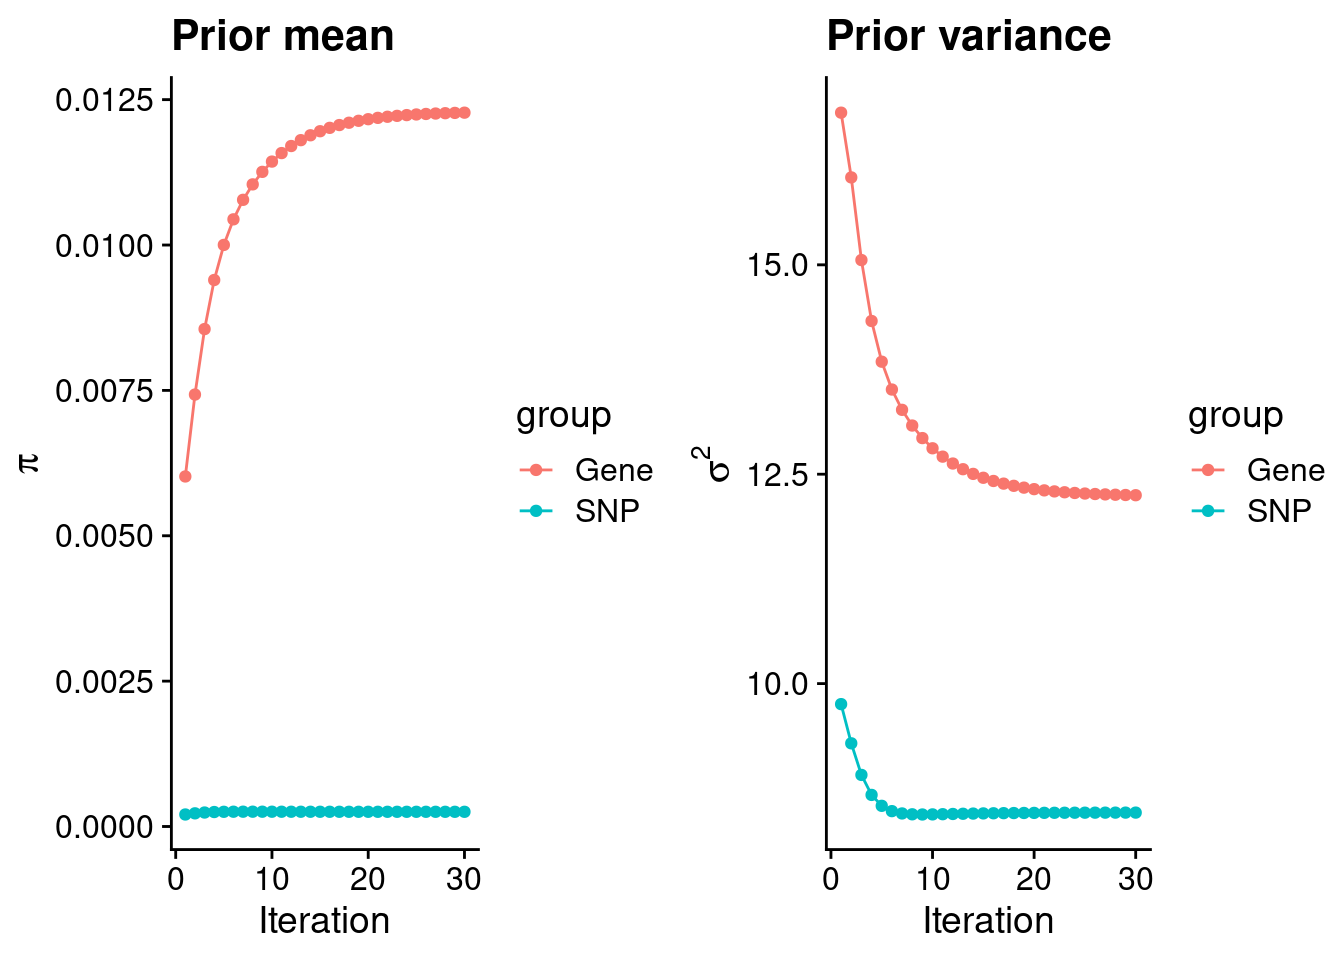 Prior mean
π
0.0125
0.0100
0.0075
0.0050
0.0025
0.0000
0 10 20 30
Iteration
group
Gene
SNP
Prior variance
σ²
15.0
12.5
10.0
0 10 20 30
Iteration
group
Gene
SNP